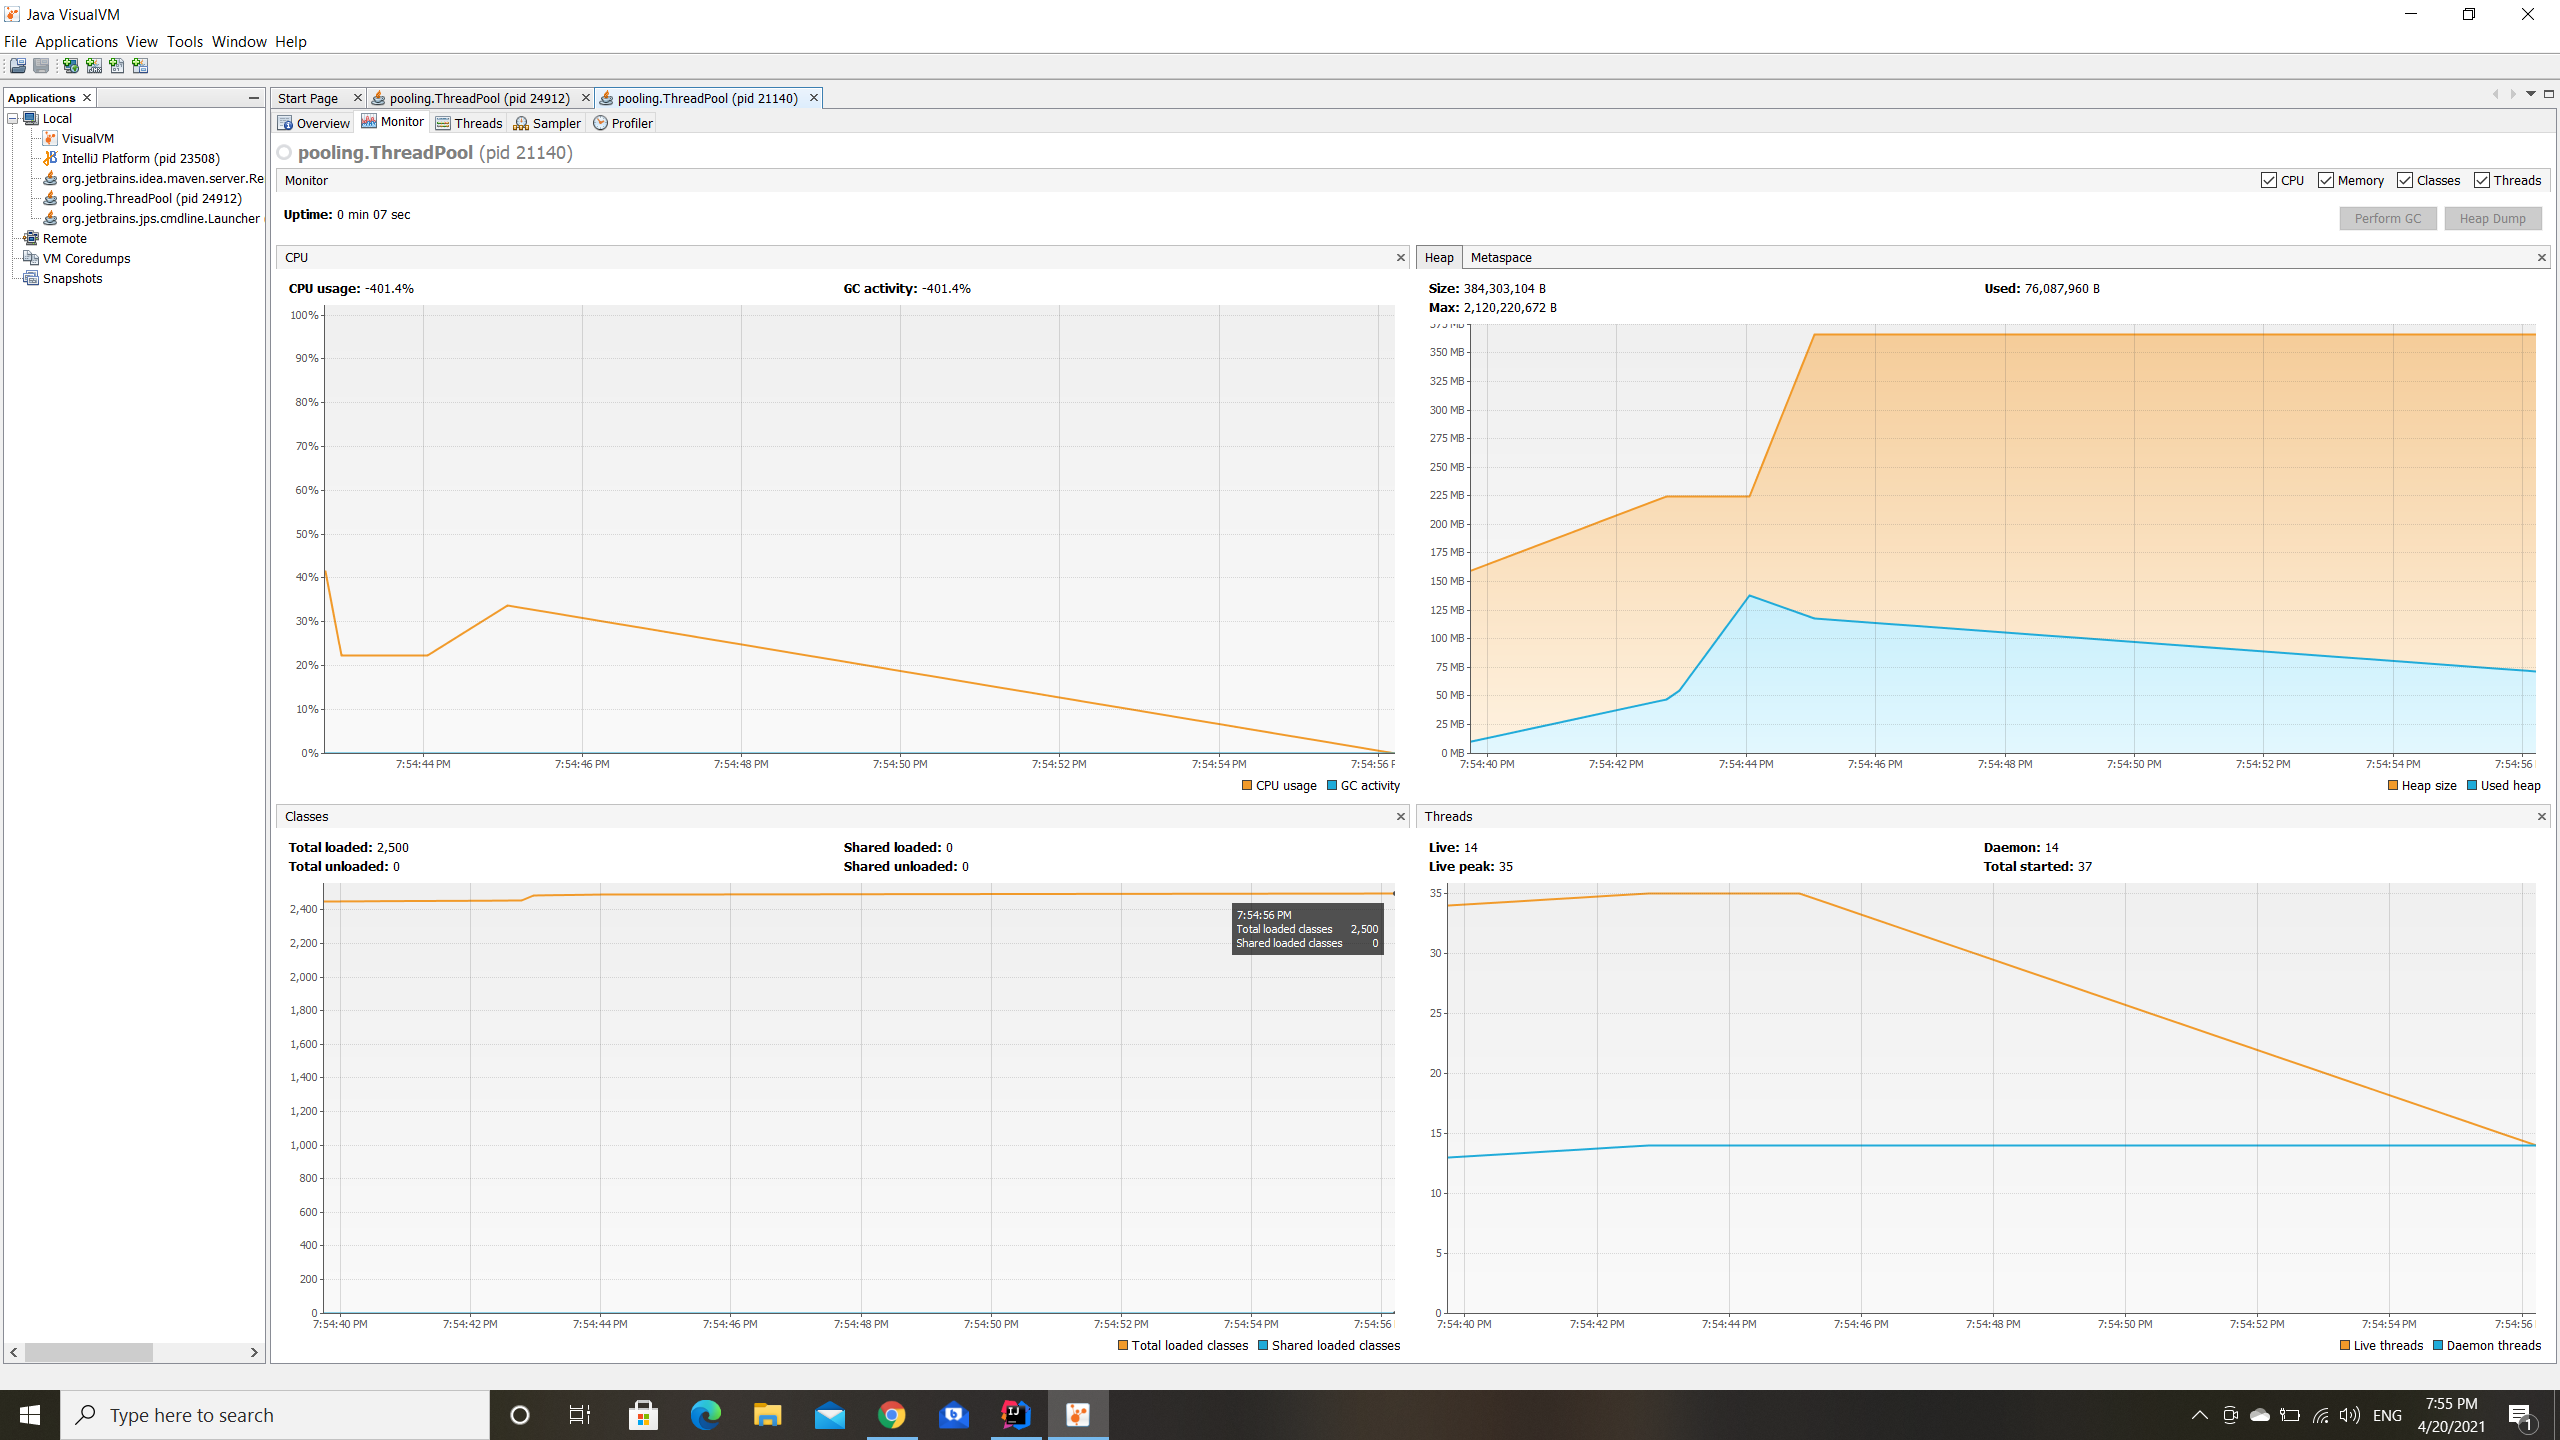 Java VisualVM
File Applications View Tools Window Help
Applications
Local
VisualVM
IntelliJ Platform (pid 23508)
org.jetbrains.idea.maven.server.Re
pooling.ThreadPool (pid 24912)
org.jetbrains.jps.cmdline.Launcher
Remote
VM Coredumps
Snapshots
Start Page pooling.ThreadPool (pid 24912) pooling.ThreadPool (pid 21140)
Overview Monitor Threads Sampler Profiler
pooling.ThreadPool (pid 21140)
Monitor CPU Memory Classes Threads
Uptime: 0 min 07 sec
Perform GC Heap Dump
CPU
CPU usage: -401.4% GC activity: -401.4%
100%
90%
80%
70%
60%
50%
40%
30%
20%
10%
0%
7:54:44 PM 7:54:46 PM 7:54:48 PM 7:54:50 PM 7:54:52 PM 7:54:54 PM 7:54:56 P
CPU usage GC activity
Heap Metaspace
Size: 384,303,104 B Used: 76,087,960 B
Max: 2,120,220,672 B
375 MB
350 MB
325 MB
300 MB
275 MB
250 MB
225 MB
200 MB
175 MB
150 MB
125 MB
100 MB
75 MB
50 MB
25 MB
0 MB
7:54:40 PM 7:54:42 PM 7:54:44 PM 7:54:46 PM 7:54:48 PM 7:54:50 PM 7:54:52 PM 7:54:54 PM 7:54:56
Heap size Used heap
Classes
Total loaded: 2,500 Shared loaded: 0
Total unloaded: 0 Shared unloaded: 0
2,400
2,200
2,000
1,800
1,600
1,400
1,200
1,000
800
600
400
200
0
7:54:56 PM
Total loaded classes 2,500
Shared loaded classes 0
7:54:40 PM 7:54:42 PM 7:54:44 PM 7:54:46 PM 7:54:48 PM 7:54:50 PM 7:54:52 PM 7:54:54 PM 7:54:56
Total loaded classes Shared loaded classes
Threads
Live: 14 Daemon: 14
Live peak: 35 Total started: 37
35
30
25
20
15
10
5
0
7:54:40 PM 7:54:42 PM 7:54:44 PM 7:54:46 PM 7:54:48 PM 7:54:50 PM 7:54:52 PM 7:54:54 PM 7:54:56
Live threads Daemon threads
Type here to search
ENG
7:55 PM
4/20/2021
1